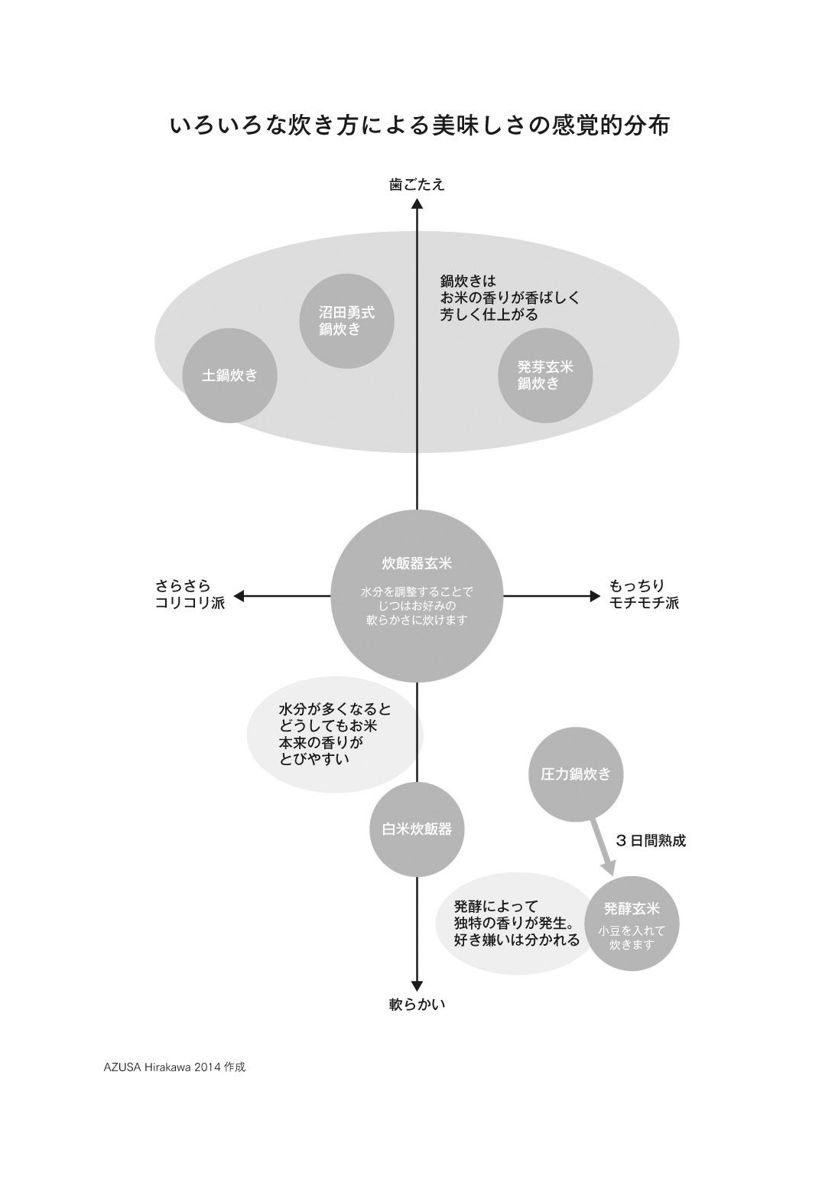 いろいろな炊き方による美味しさの感覚的分布
歯ごたえ
鍋炊きは
お米の香りが香ばしく
芳しく仕上がる
沼田勇式
鍋炊き
土鍋炊き
発芽玄米
鍋炊き
炊飯器玄米
水分を調整することで
じつはお好みの
軟らかさに炊けます
さらさら
コリコリ派
もっちり
モチモチ派
水分が多くなると
どうしてもお米
本来の香りが
とびやすい
圧力鍋炊き
白米炊飯器
3日間熟成
発酵によって
独特の香りが発生。
好き嫌いは分かれる
発酵玄米
小豆を入れて
炊きます
軟らかい
AZUSA Hirakawa 2014 作成